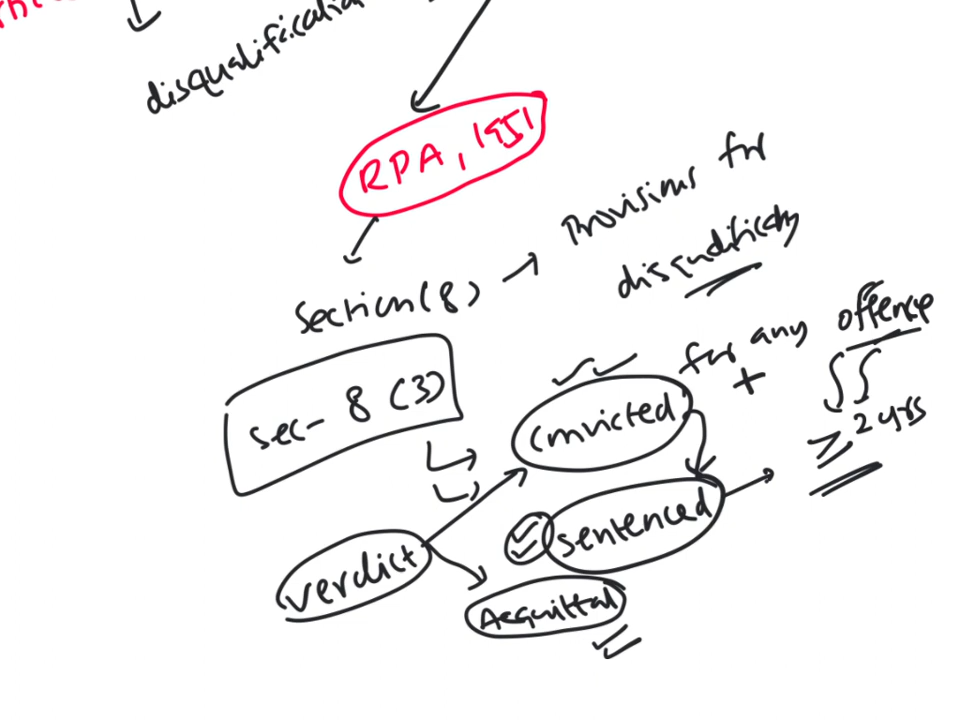 disqualification
RPA, 1951
Section (8) → Provisions for
disqualification
Sec- 8 (3)
convicted for any offence
+
sentenced → ≥ 2 yrs
verdict
Acquittal